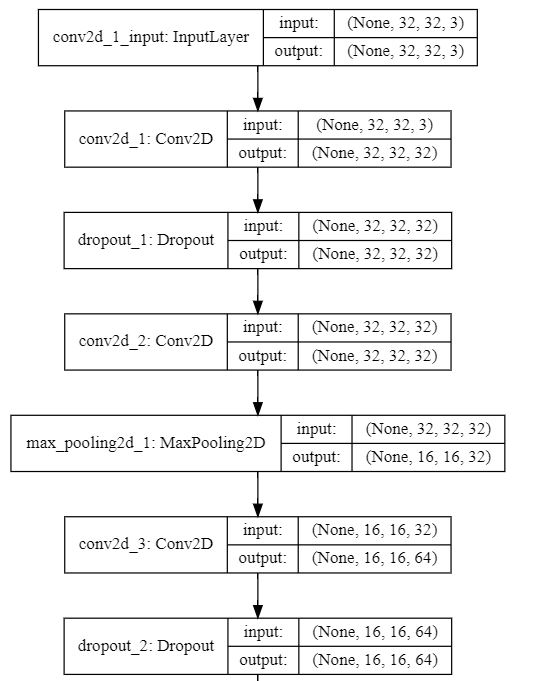 conv2d_1_input: InputLayer
input: (None, 32, 32, 3)
output: (None, 32, 32, 3)
conv2d_1: Conv2D
input: (None, 32, 32, 3)
output: (None, 32, 32, 32)
dropout_1: Dropout
input: (None, 32, 32, 32)
output: (None, 32, 32, 32)
conv2d_2: Conv2D
input: (None, 32, 32, 32)
output: (None, 32, 32, 32)
max_pooling2d_1: MaxPooling2D
input: (None, 32, 32, 32)
output: (None, 16, 16, 32)
conv2d_3: Conv2D
input: (None, 16, 16, 32)
output: (None, 16, 16, 64)
dropout_2: Dropout
input: (None, 16, 16, 64)
output: (None, 16, 16, 64)